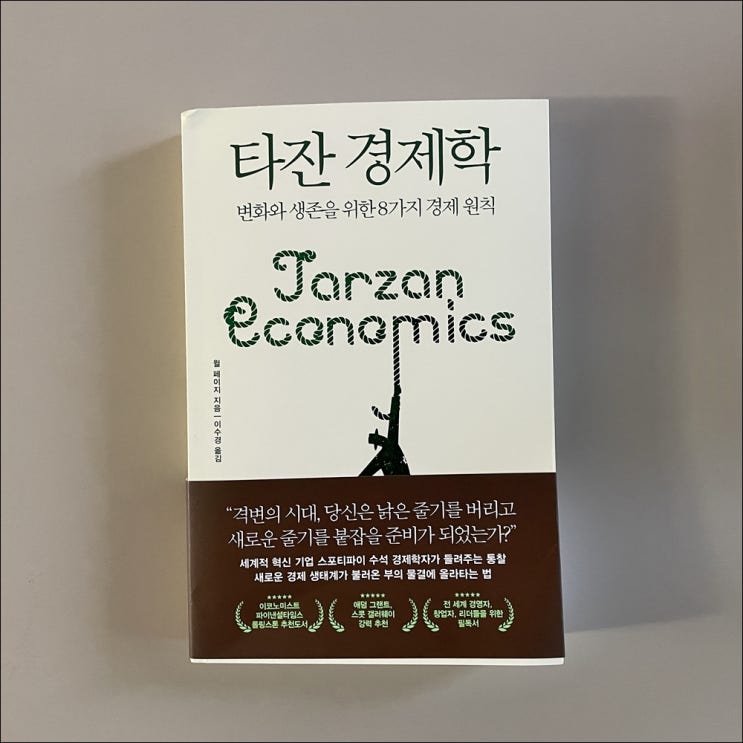 타잔 경제학
변화와 생존을 위한 8가지 경제 원칙
Tarzan
economics
윌 페이지 지음 | 이수경 옮김
“격변의 시대, 당신은 낡은 줄기를 버리고
새로운 줄기를 붙잡을 준비가 되었는가?”
세계적 혁신 기업 스포티파이 수석 경제학자가 들려주는 통찰
새로운 경제 생태계가 불러온 부의 물결에 올라타는 법
★★★★★
이코노미스트
파이낸셜타임스
롤링스톤 추천도서
★★★★★
애덤 그랜트,
스콧 갤러웨이
강력 추천
★★★★★
전 세계 경영자,
창업자, 리더들을 위한
필독서